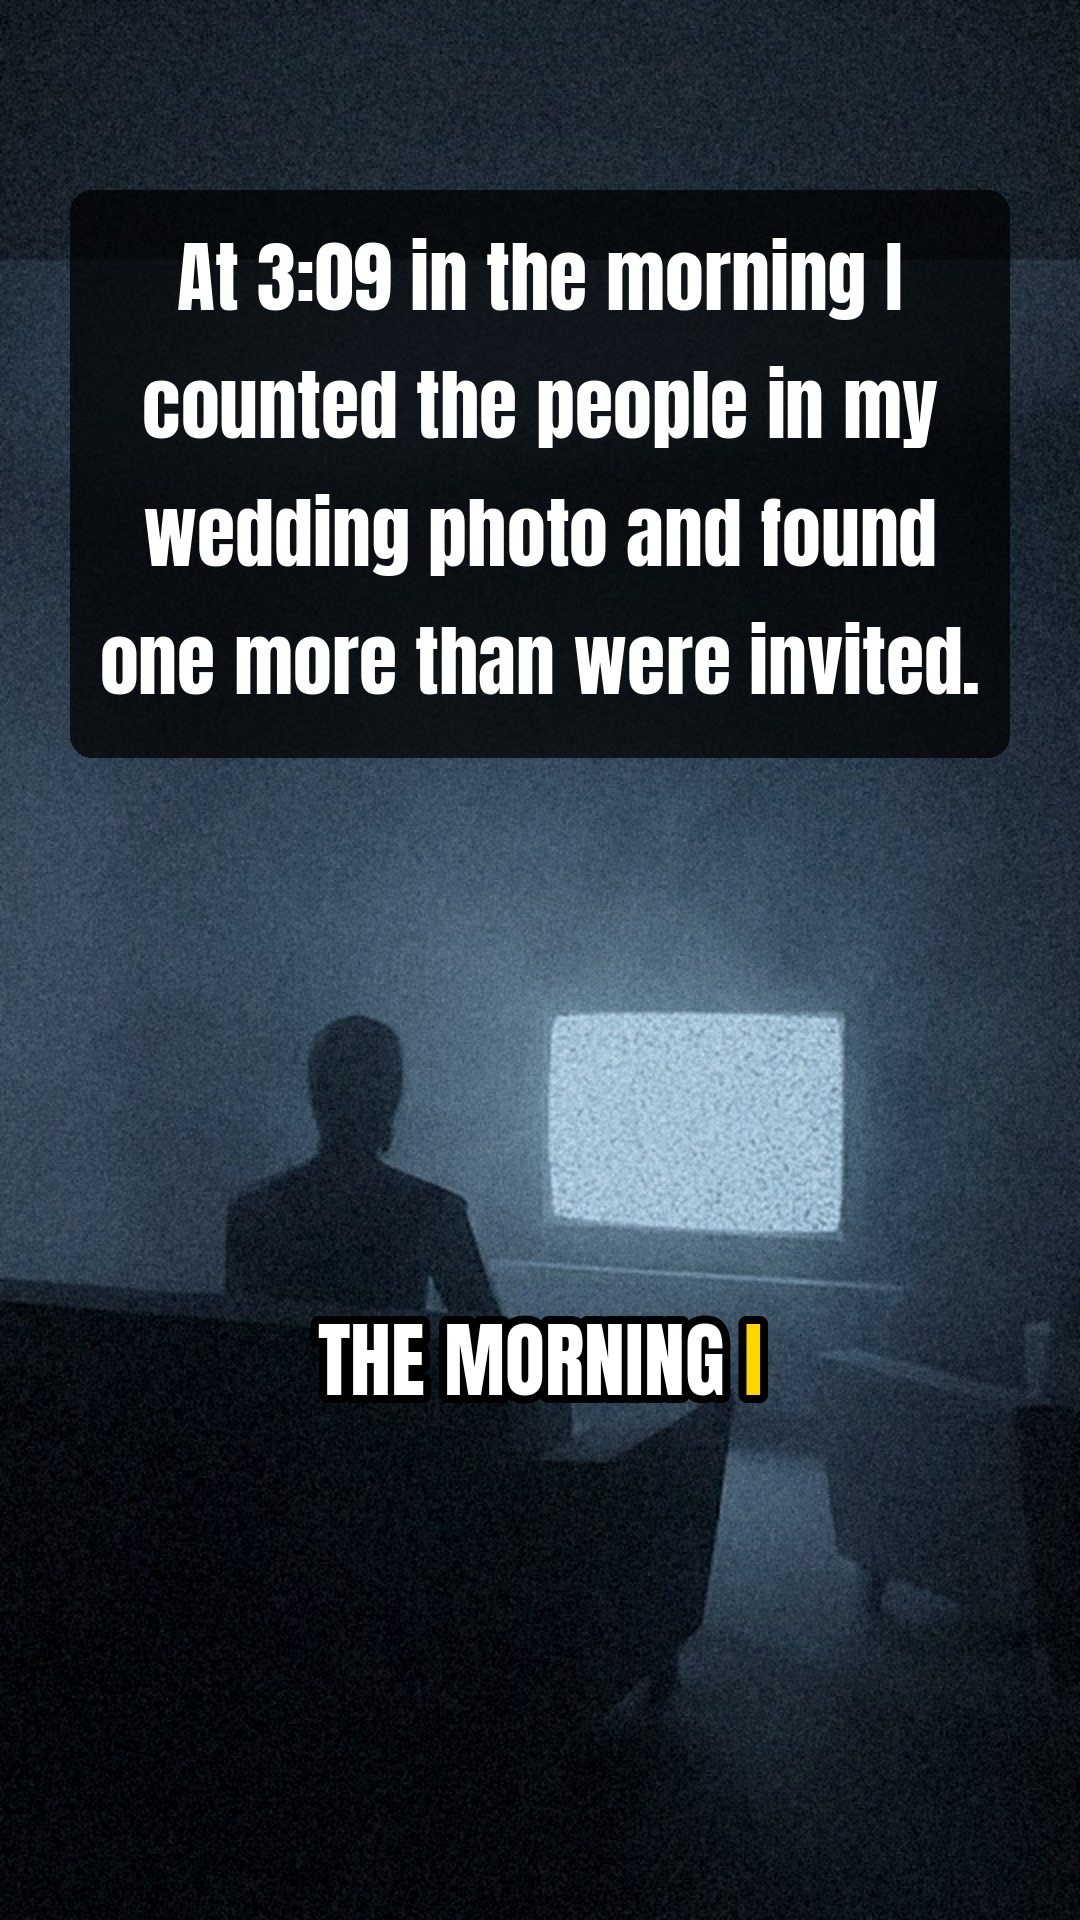 At 3:09 in the morning I
counted the people in my
wedding photo and found
one more than were invited.
THE MORNING I